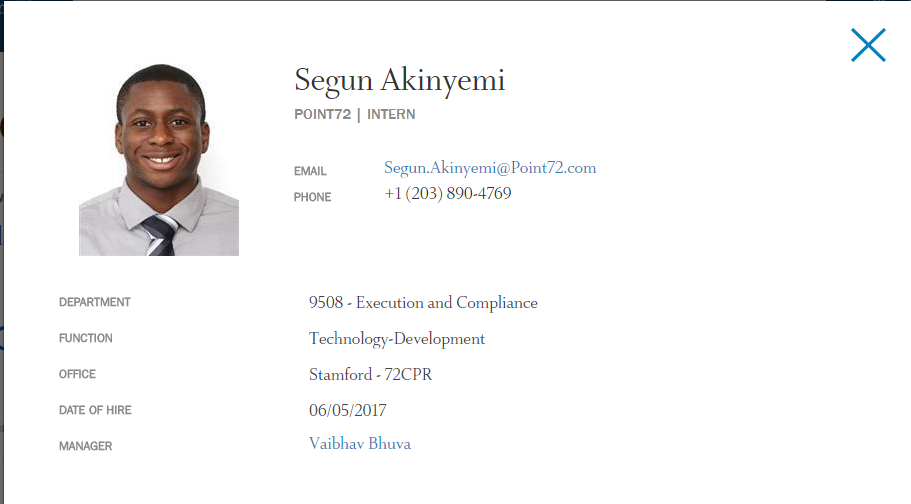 Segun Akinyemi
POINT72 | INTERN
EMAIL Segun.Akinyemi@Point72.com
PHONE +1 (203) 890-4769
DEPARTMENT 9508 - Execution and Compliance
FUNCTION Technology-Development
OFFICE Stamford - 72CPR
DATE OF HIRE 06/05/2017
MANAGER Vaibhav Bhuva